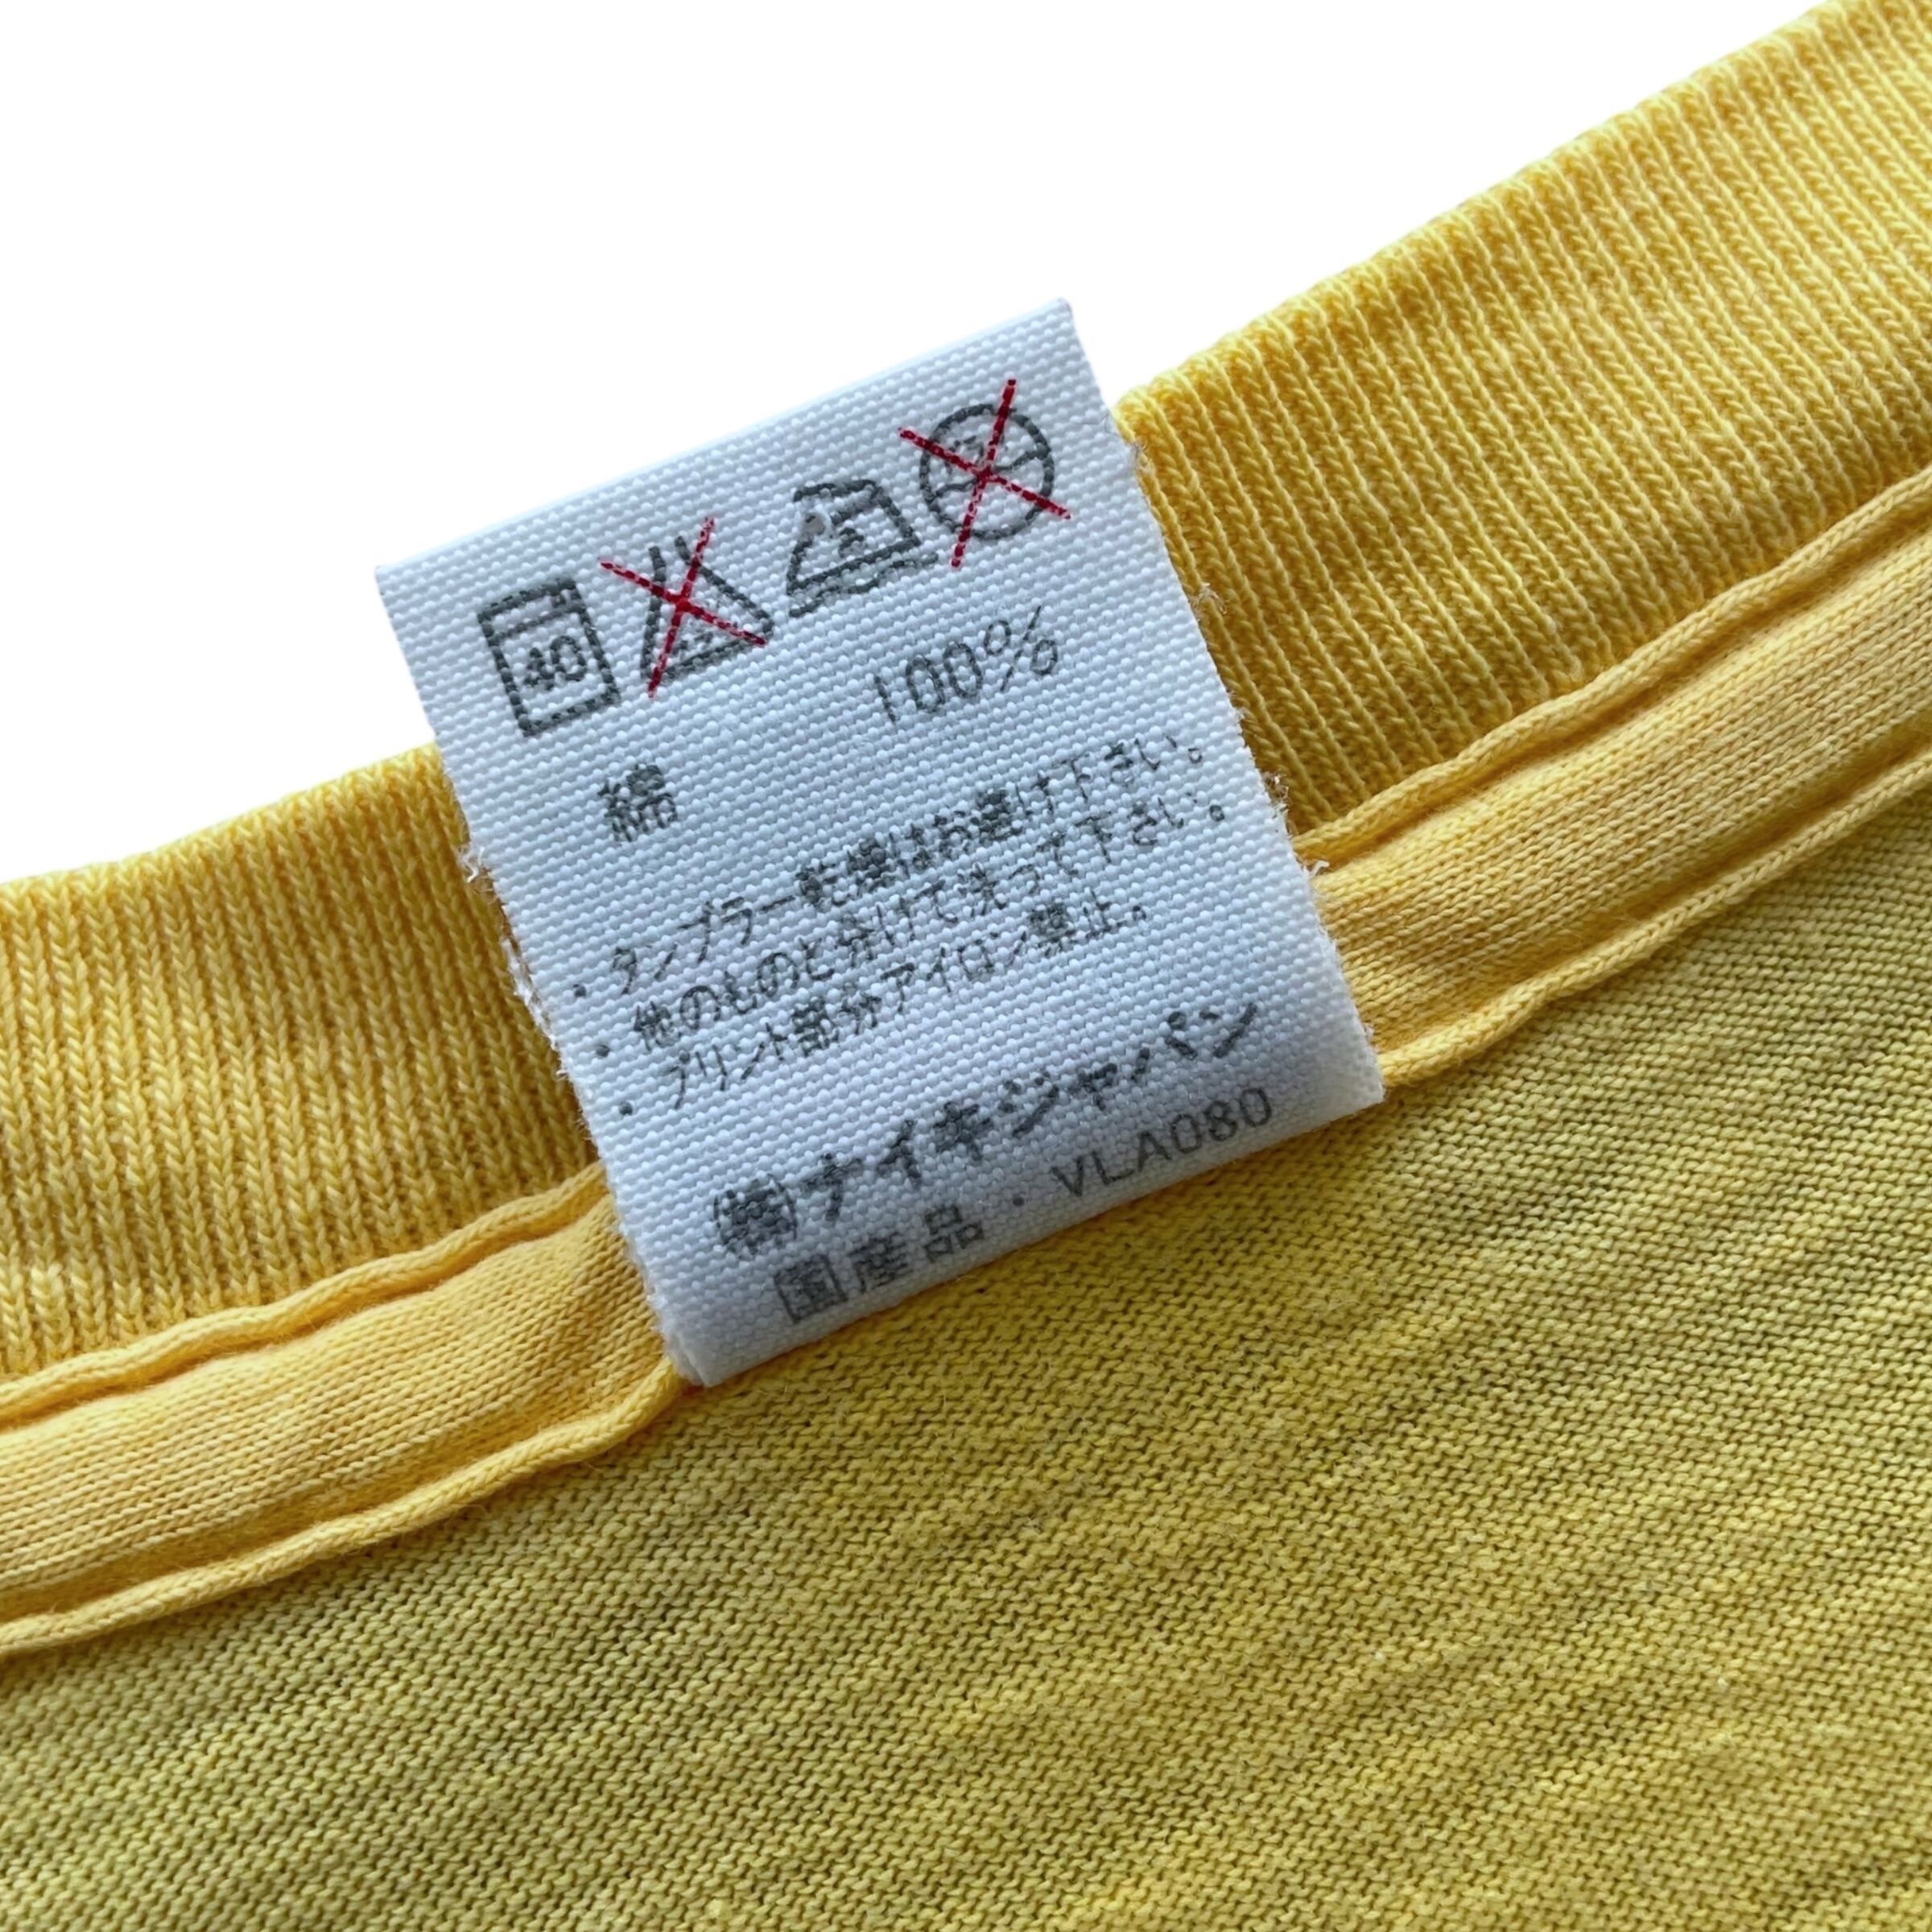 40
綿 100%
・タンブラー乾燥はお避け下さい。
・他のものと分けて洗って下さい。
・プリント部分アイロン禁止。
㈱ナイキジャパン
国産品・VLA080